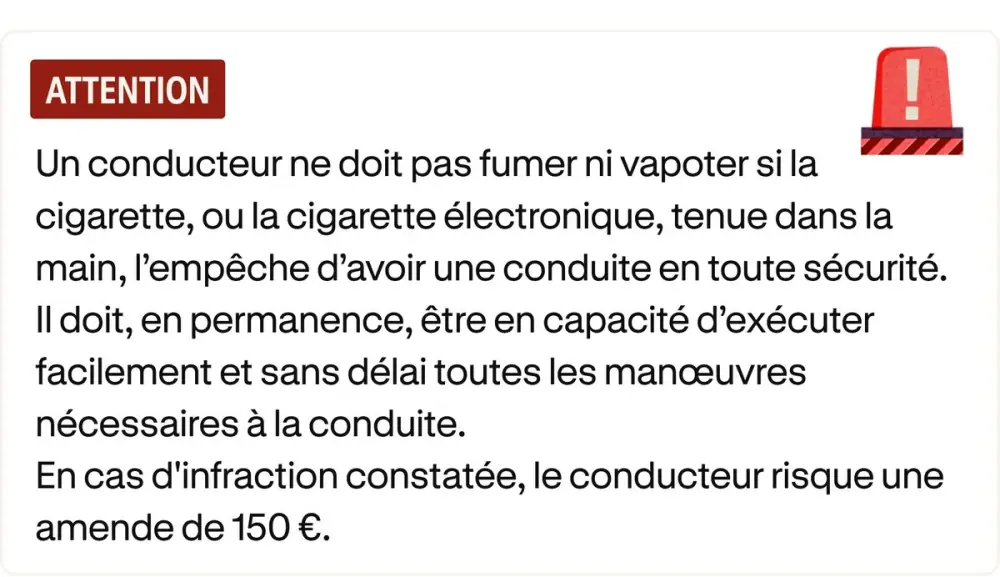 ATTENTION
!
Un conducteur ne doit pas fumer ni vapoter si la
cigarette, ou la cigarette électronique, tenue dans la
main, l’empêche d’avoir une conduite en toute sécurité.
Il doit, en permanence, être en capacité d’exécuter
facilement et sans délai toutes les manœuvres
nécessaires à la conduite.
En cas d'infraction constatée, le conducteur risque une
amende de 150 €.